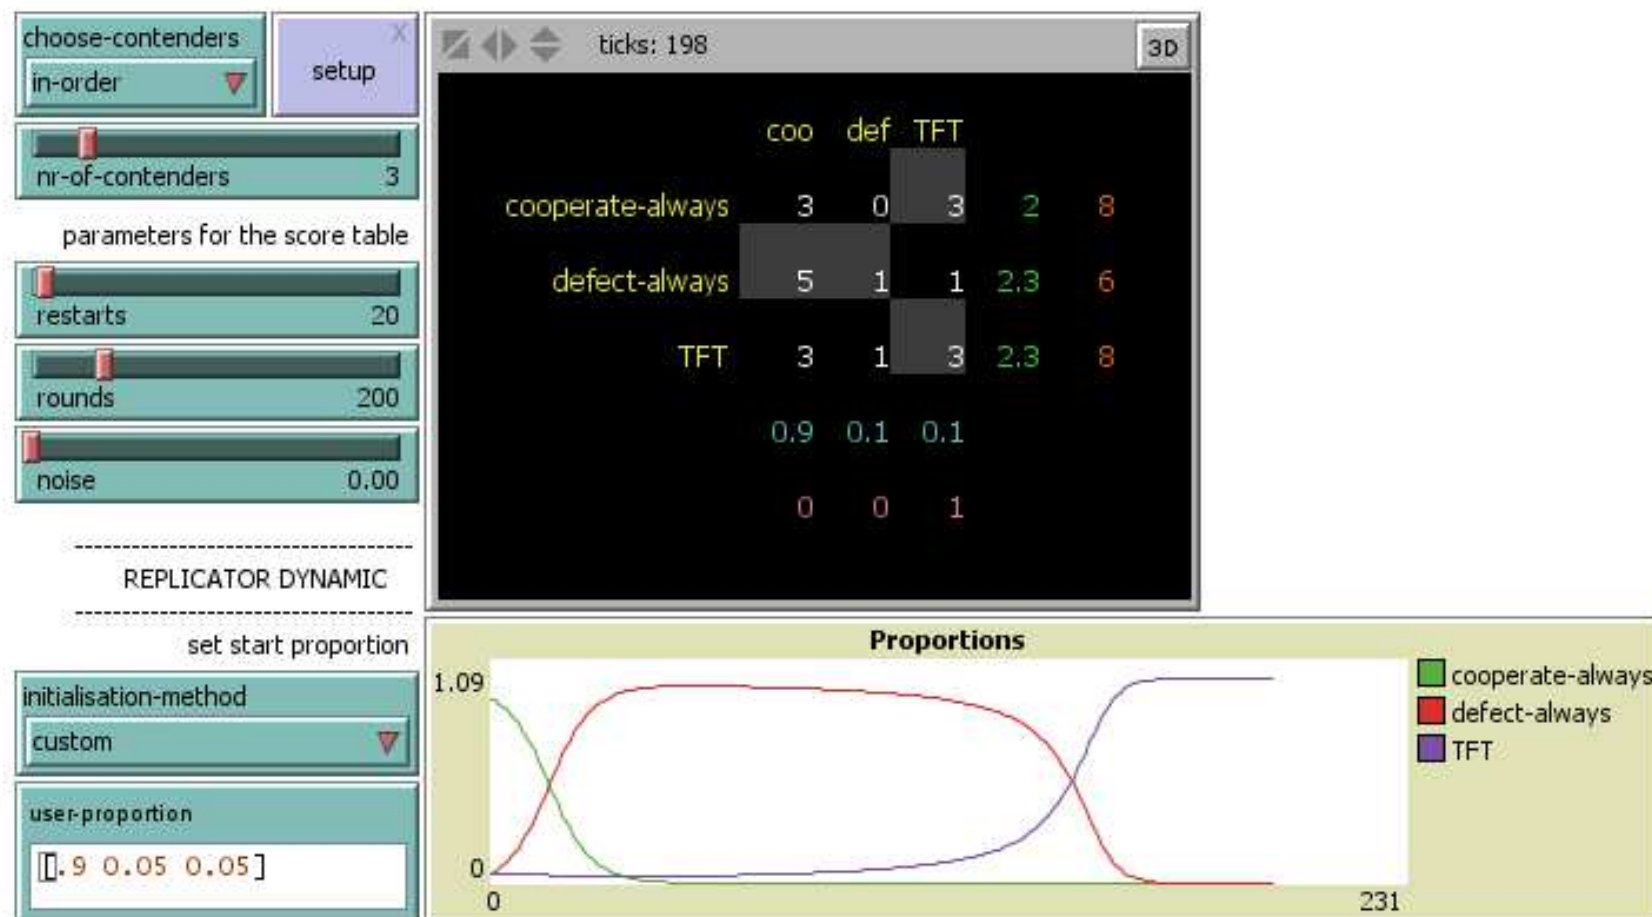 choose-contenders
in-order
X
setup
nr-of-contenders 3
parameters for the score table
restarts 20
rounds 200
noise 0.00
-----------------------------------
REPLICATOR DYNAMIC
-----------------------------------
set start proportion
initialisation-method
custom
user-proportion
[.9 0.05 0.05]
ticks: 198
3D
coo def TFT
cooperate-always 3 0 3 2 8
defect-always 5 1 1 2.3 6
TFT 3 1 3 2.3 8
0.9 0.1 0.1
0 0 1
Proportions
1.09
0
0 231
cooperate-always
defect-always
TFT